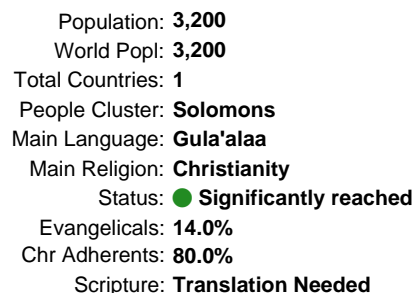 Population: 3,200
World Popl: 3,200
Total Countries: 1
People Cluster: Solomons
Main Language: Gula'alaa
Main Religion: Christianity
Status: Significantly reached
Evangelicals: 14.0%
Chr Adherents: 80.0%
Scripture: Translation Needed